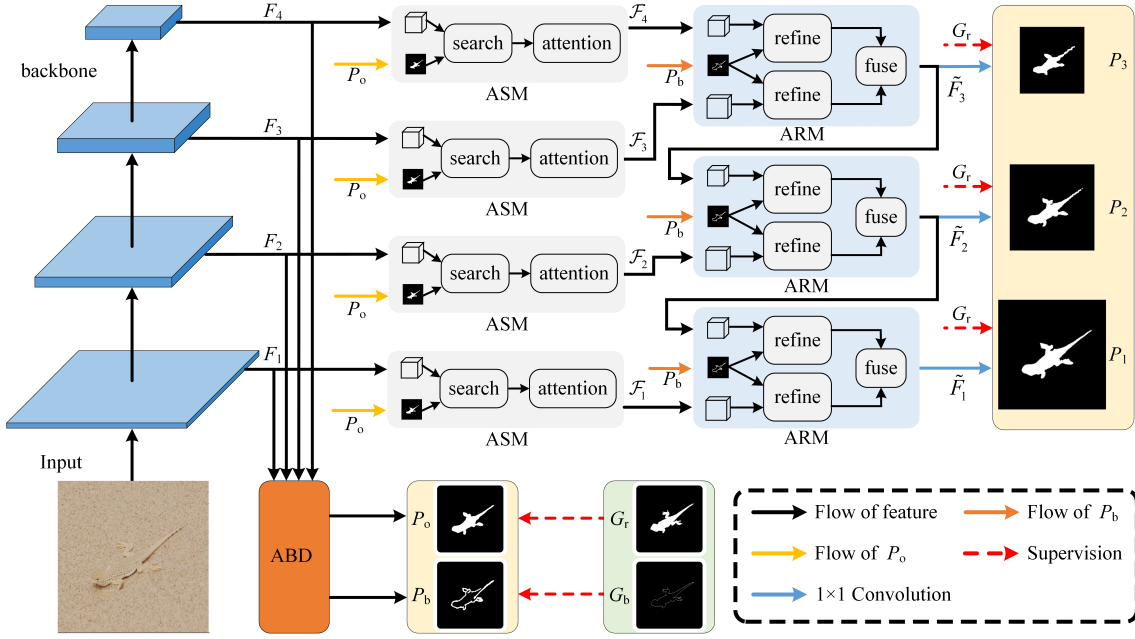 F4
search
attention
𝓕4
refine
refine
fuse
Gr
backbone
Po
ASM
Pb
ARM
F̃3
P3
F3
search
attention
𝓕3
Po
ASM
refine
refine
fuse
Gr
Pb
ARM
F̃2
P2
F2
search
attention
𝓕2
Po
ASM
refine
refine
fuse
Gr
Pb
ARM
F̃1
P1
F1
search
attention
𝓕1
Po
ASM
Input
ABD
Po
Gr
Pb
Gb
Flow of feature
Flow of Pb
Flow of Po
Supervision
1×1 Convolution